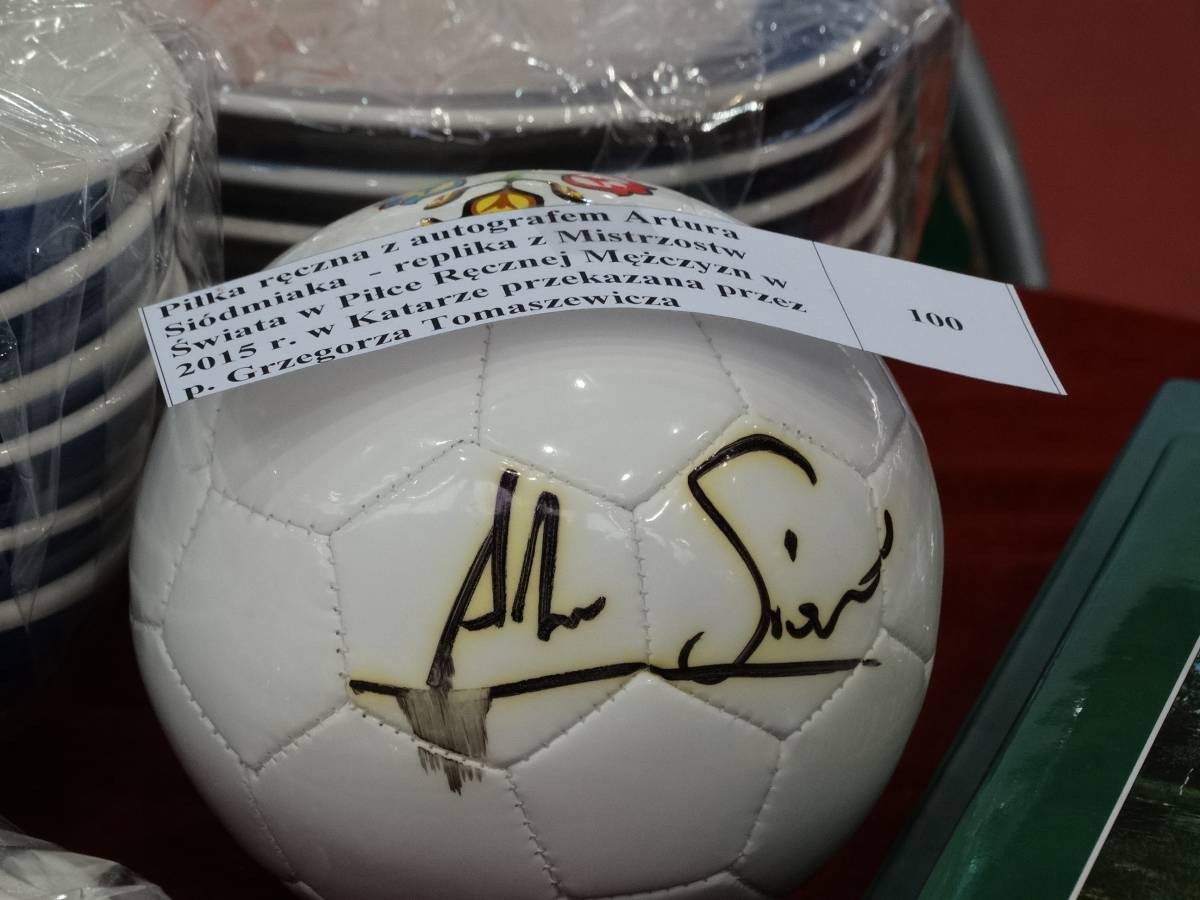 Piłka ręczna z autografem Artura
Siódmiaka - replika z Mistrzostw
Świata w Piłce Ręcznej Mężczyzn w
2015 r. w Katarze przekazana przez
p. Grzegorza Tomaszewicza
100